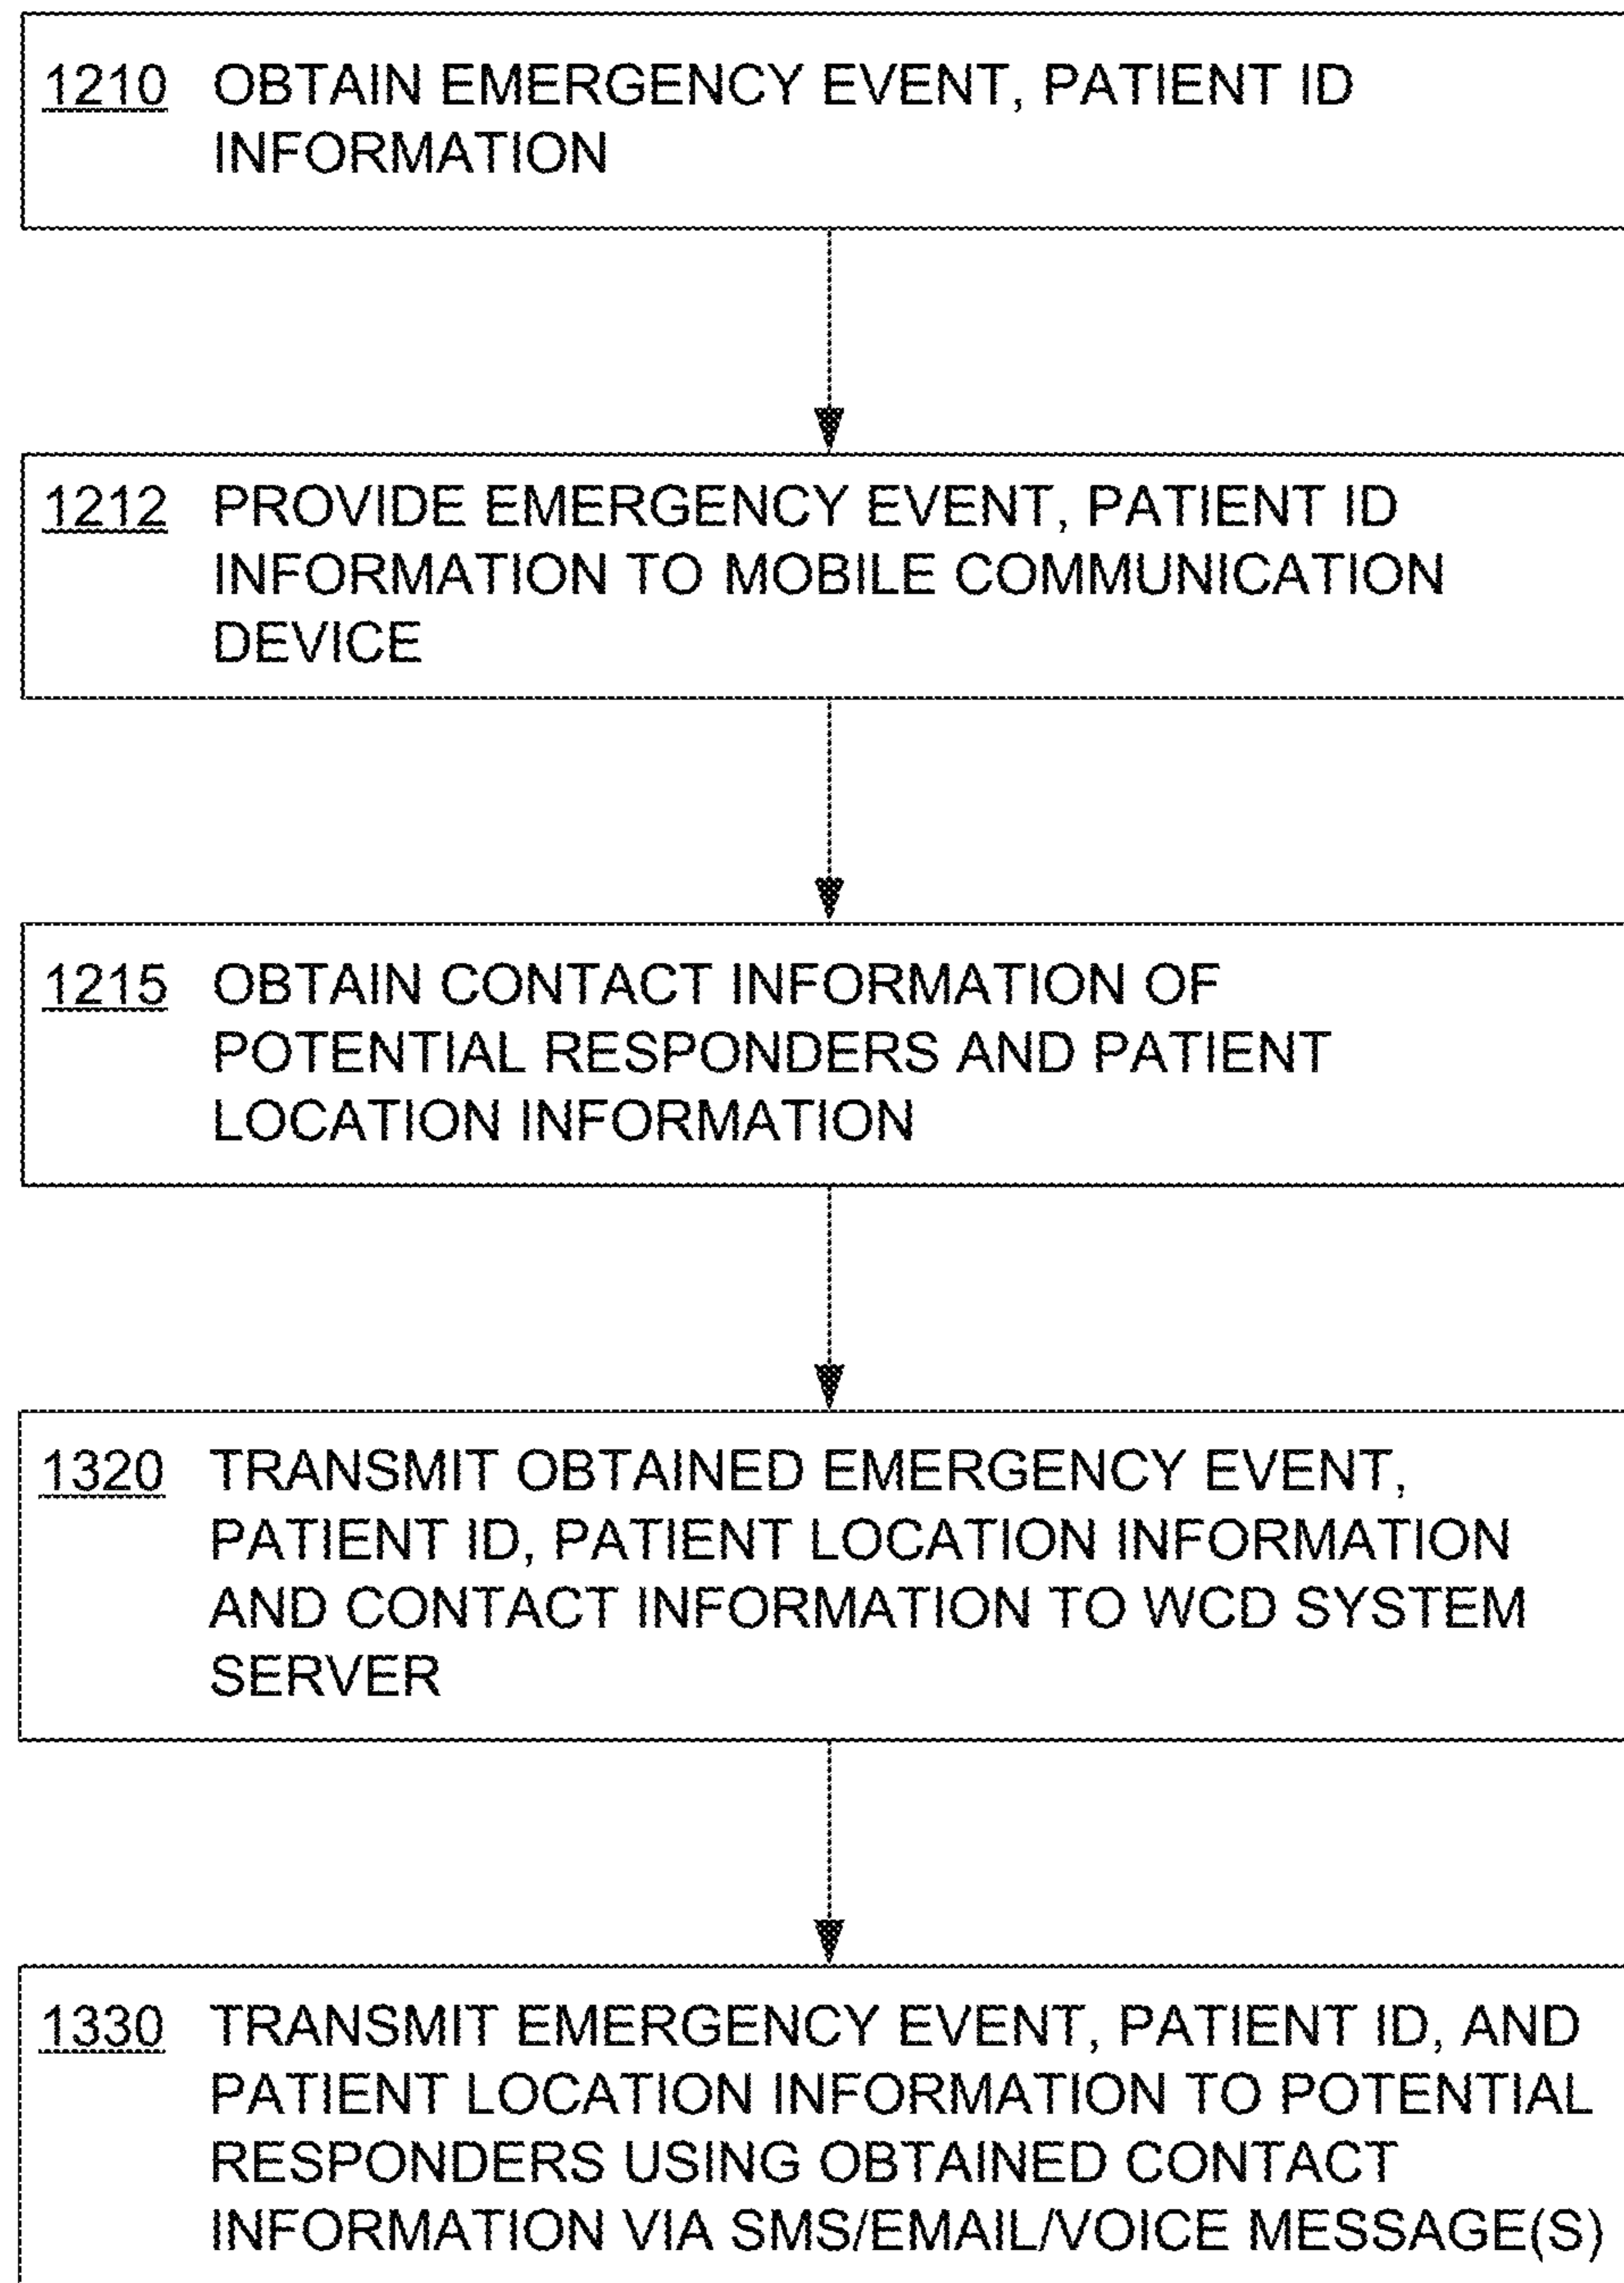 1210 OBTAIN EMERGENCY EVENT, PATIENT ID
INFORMATION
1212 PROVIDE EMERGENCY EVENT, PATIENT ID
INFORMATION TO MOBILE COMMUNICATION
DEVICE
1215 OBTAIN CONTACT INFORMATION OF
POTENTIAL RESPONDERS AND PATIENT
LOCATION INFORMATION
1320 TRANSMIT OBTAINED EMERGENCY EVENT,
PATIENT ID, PATIENT LOCATION INFORMATION
AND CONTACT INFORMATION TO WCD SYSTEM
SERVER
1330 TRANSMIT EMERGENCY EVENT, PATIENT ID, AND
PATIENT LOCATION INFORMATION TO POTENTIAL
RESPONDERS USING OBTAINED CONTACT
INFORMATION VIA SMS/EMAIL/VOICE MESSAGE(S)